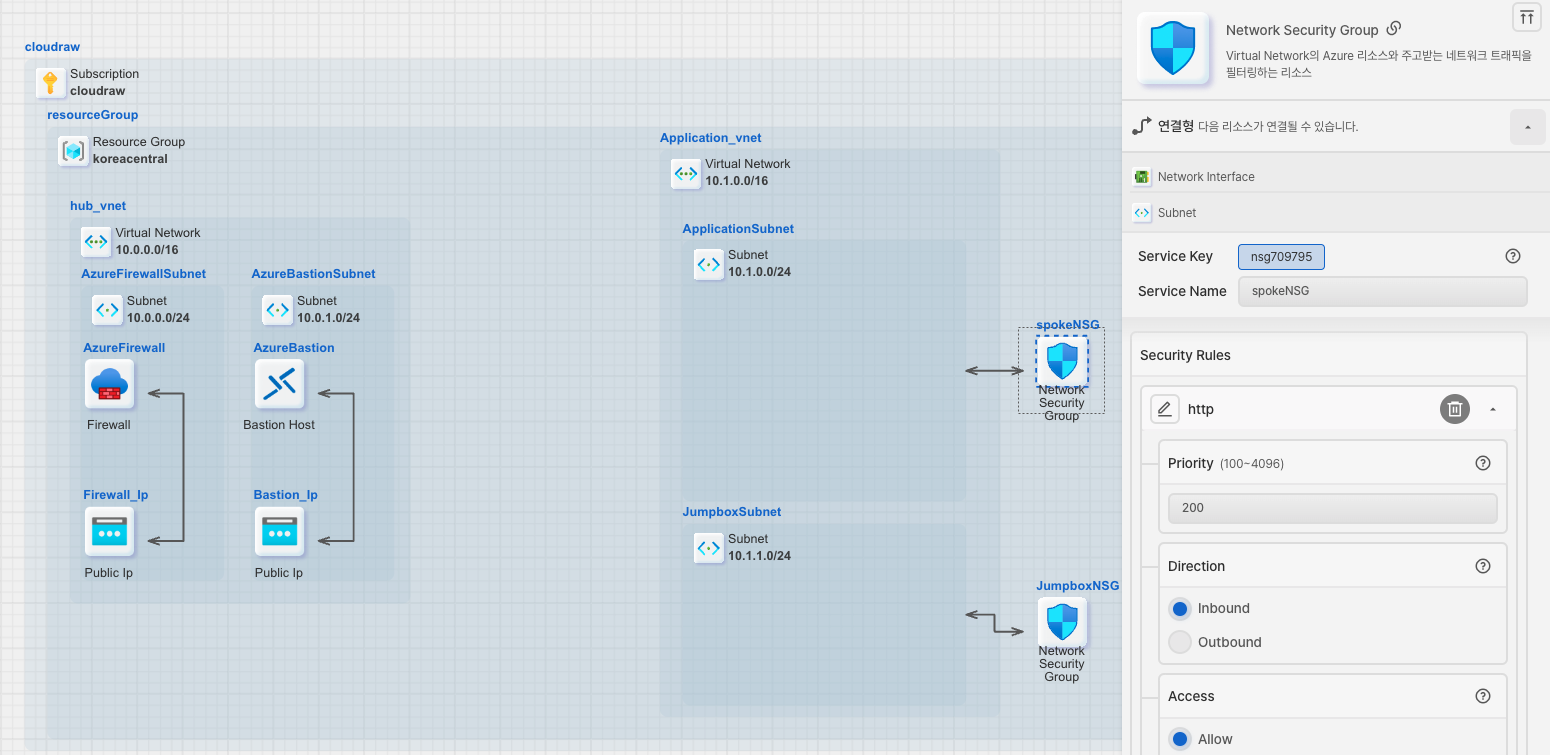 cloudraw
Subscription
cloudraw
resourceGroup
Resource Group
koreacentral
hub_vnet
Virtual Network
10.0.0.0/16
AzureFirewallSubnet
Subnet
10.0.0.0/24
AzureFirewall
Firewall
Firewall_Ip
Public Ip
AzureBastionSubnet
Subnet
10.0.1.0/24
AzureBastion
Bastion Host
Bastion_Ip
Public Ip
Application_vnet
Virtual Network
10.1.0.0/16
ApplicationSubnet
Subnet
10.1.0.0/24
spokeNSG
Network
Security
Group
JumpboxSubnet
Subnet
10.1.1.0/24
JumpboxNSG
Network
Security
Group
Network Security Group
Virtual Network의 Azure 리소스와 주고받는 네트워크 트래픽을
필터링하는 리소스
연결형 다음 리소스가 연결될 수 있습니다.
Network Interface
Subnet
Service Key nsg709795
Service Name spokeNSG
Security Rules
http
Priority (100~4096)
200
Direction
Inbound
Outbound
Access
Allow